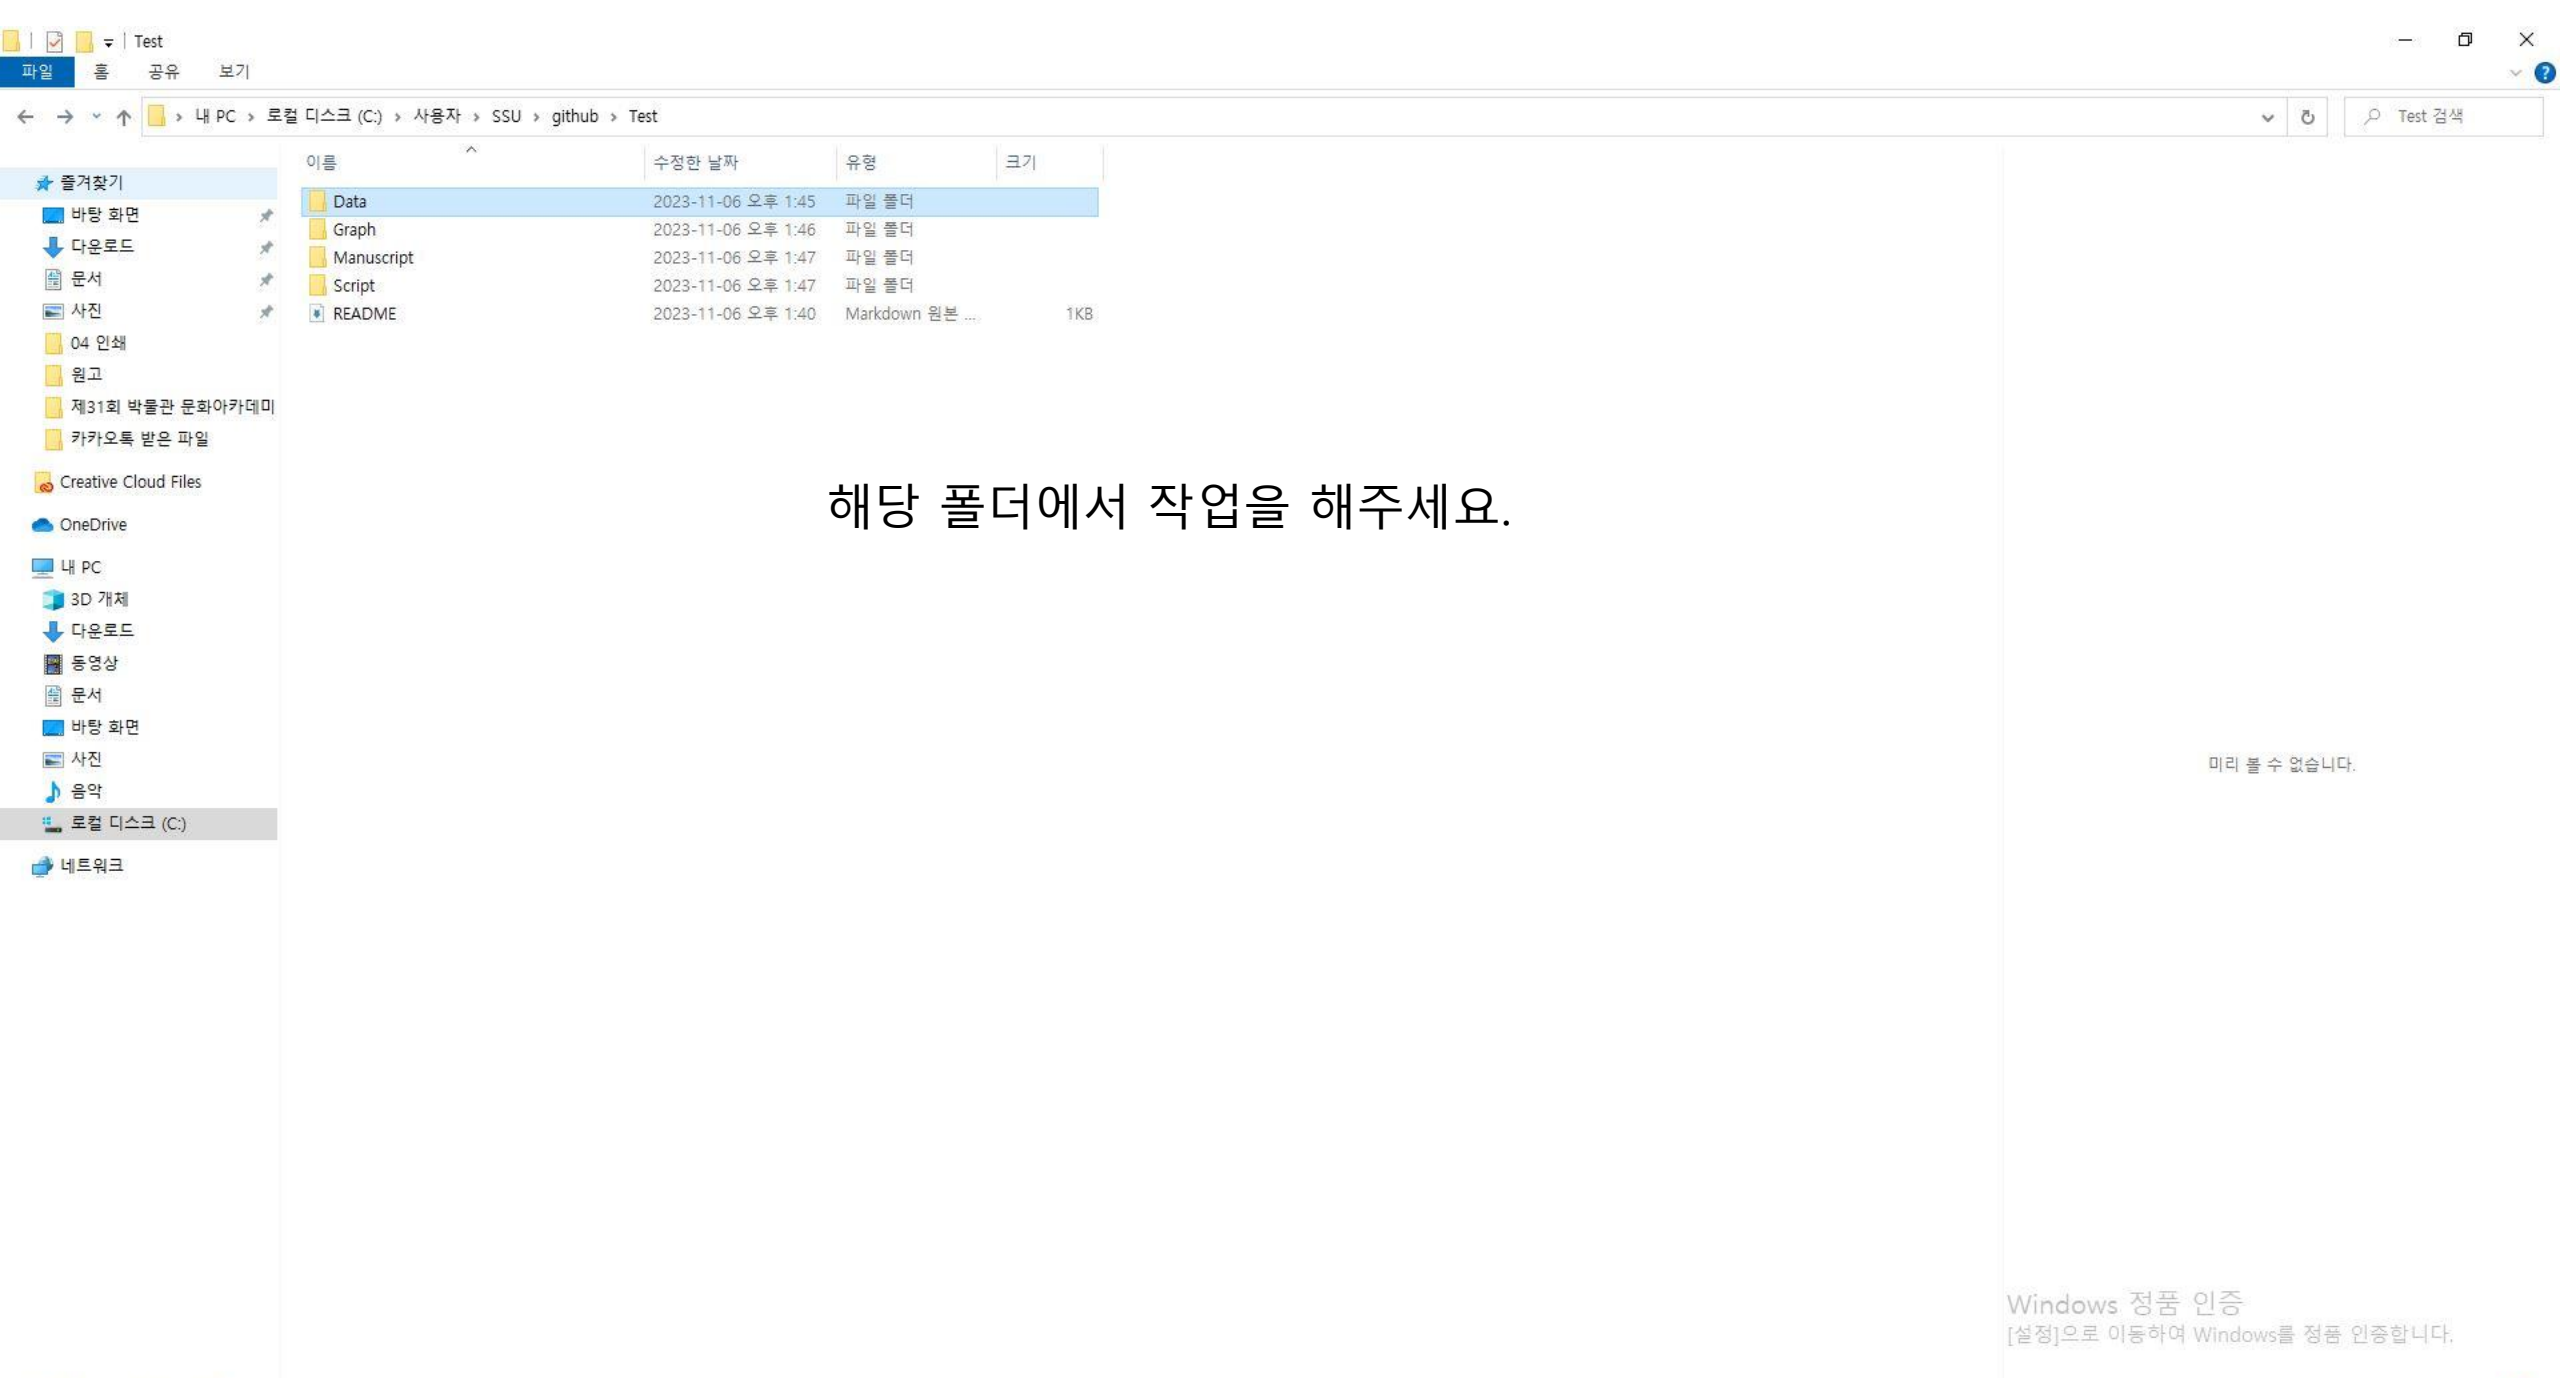 Test
파일 홈 공유 보기
내 PC › 로컬 디스크 (C:) › 사용자 › SSU › github › Test
Test 검색
이름 수정한 날짜 유형 크기
Data 2023-11-06 오후 1:45 파일 폴더
Graph 2023-11-06 오후 1:46 파일 폴더
Manuscript 2023-11-06 오후 1:47 파일 폴더
Script 2023-11-06 오후 1:47 파일 폴더
README 2023-11-06 오후 1:40 Markdown 원본 ... 1KB
즐겨찾기
바탕 화면
다운로드
문서
사진
04 인쇄
원고
제31회 박물관 문화아카데미
카카오톡 받은 파일
Creative Cloud Files
OneDrive
내 PC
3D 개체
다운로드
동영상
문서
바탕 화면
사진
음악
로컬 디스크 (C:)
네트워크
해당 폴더에서 작업을 해주세요.
미리 볼 수 없습니다.
Windows 정품 인증
[설정]으로 이동하여 Windows를 정품 인증합니다.